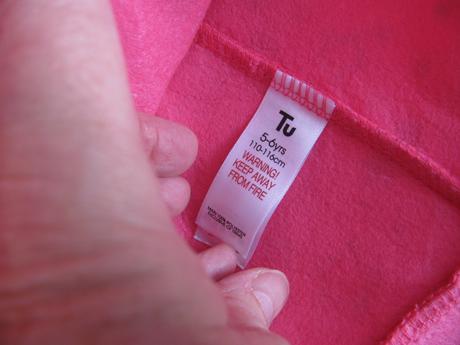 Tu
5-6yrs
110-116cm
WARNING!
KEEP AWAY
FROM FIRE